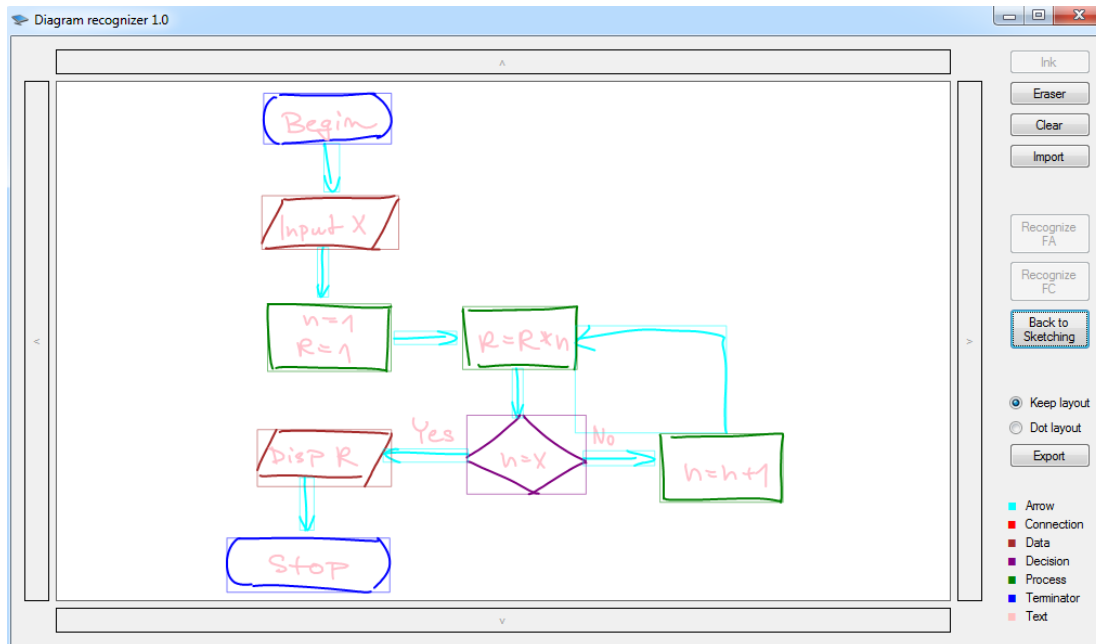 Diagram recognizer 1.0
Ink
Eraser
Clear
Import
Recognize
FA
Recognize
FC
Back to
Sketching
Keep layout
Dot layout
Export
Arrow
Connection
Data
Decision
Process
Terminator
Text
Begin
Input X
n=1
R=1
R=R*n
Yes
No
Disp R
n=X
n=n+1
Stop